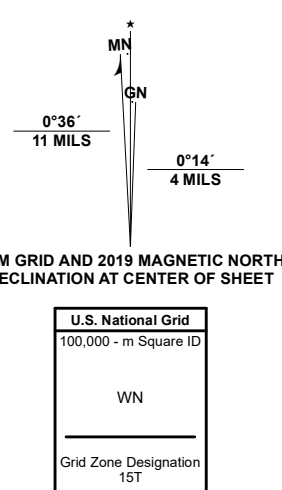 MN
GN
0°36´
11 MILS
0°14´
4 MILS
M GRID AND 2019 MAGNETIC NORTH
ECLINATION AT CENTER OF SHEET
U.S. National Grid
100,000 - m Square ID
WN
Grid Zone Designation
15T